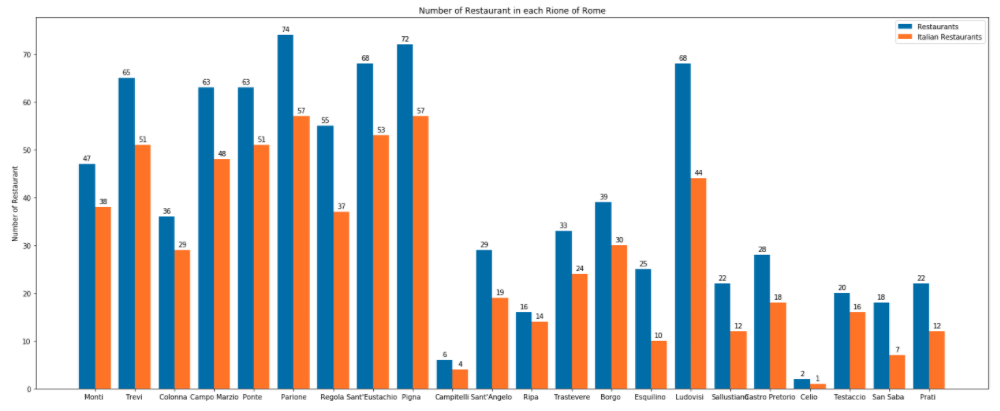 Number of Restaurant in each Rione of Rome
Restaurants
Italian Restaurants
Number of Restaurant
70
60
50
40
30
20
10
0
47 38 65 51 36 29 63 48 63 51 74 57 55 37 68 53 72 57 6 4 29 19 16 14 33 24 39 30 25 10 68 44 22 12 28 18 2 1 20 16 18 7 22 12
Monti Trevi Colonna Campo Marzio Ponte Parione Regola Sant'Eustachio Pigna Campitelli Sant'Angelo Ripa Trastevere Borgo Esquilino Ludovisi Sallustiano Castro Pretorio Celio Testaccio San Saba Prati